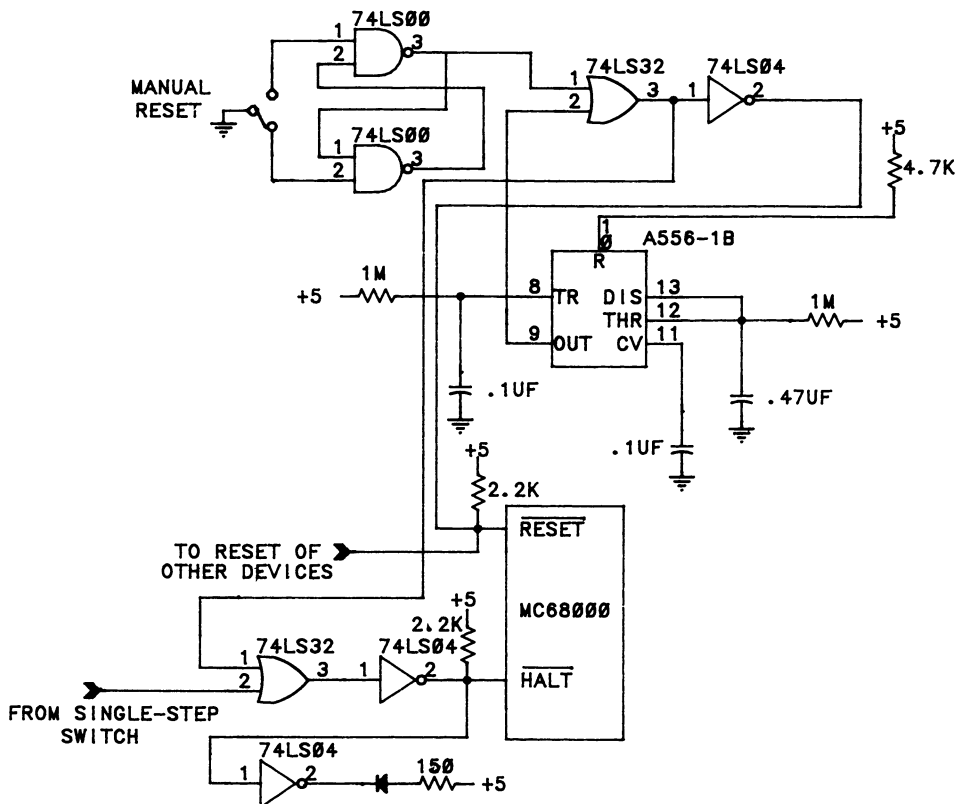 74LS00
1
2
3
MANUAL
RESET
74LS00
1
2
3
74LS32
1
2
3
74LS04
1
2
+5
4.7K
A556-1B
1
0
R
+5
1M
8
TR
9
OUT
DIS
13
THR
12
CV
11
1M
+5
.1UF
.47UF
.1UF
+5
2.2K
RESET
TO RESET OF
OTHER DEVICES
MC68000
+5
2.2K
74LS32
1
2
3
74LS04
1
2
HALT
FROM SINGLE-STEP
SWITCH
74LS04
1
2
150
+5